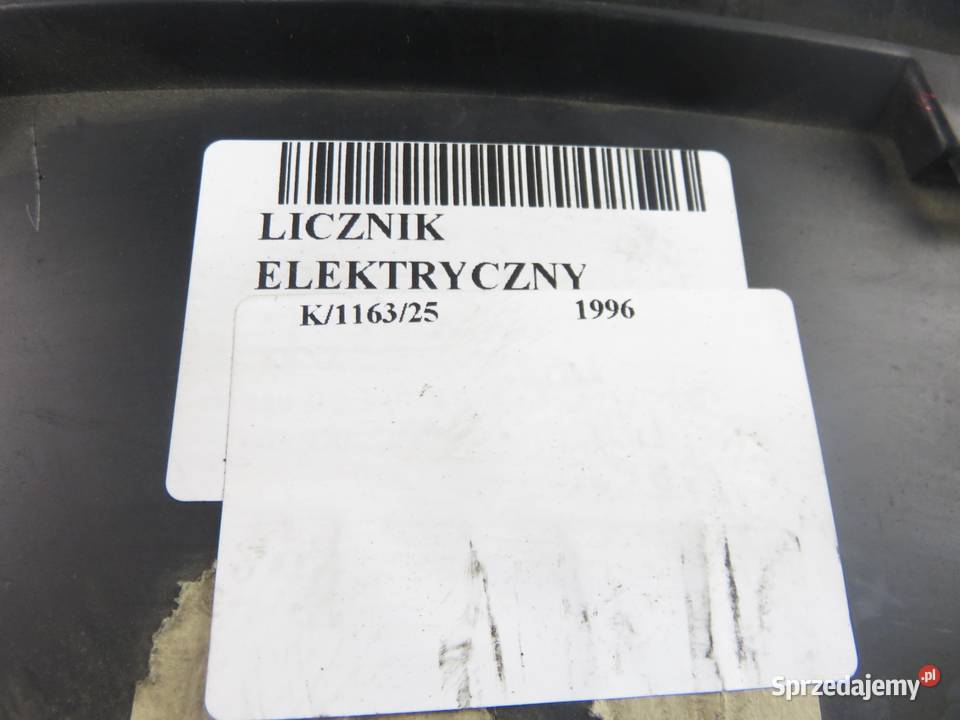 LICZNIK
ELEKTRYCZNY
K/1163/25 1996
Sprzedajemy.pl